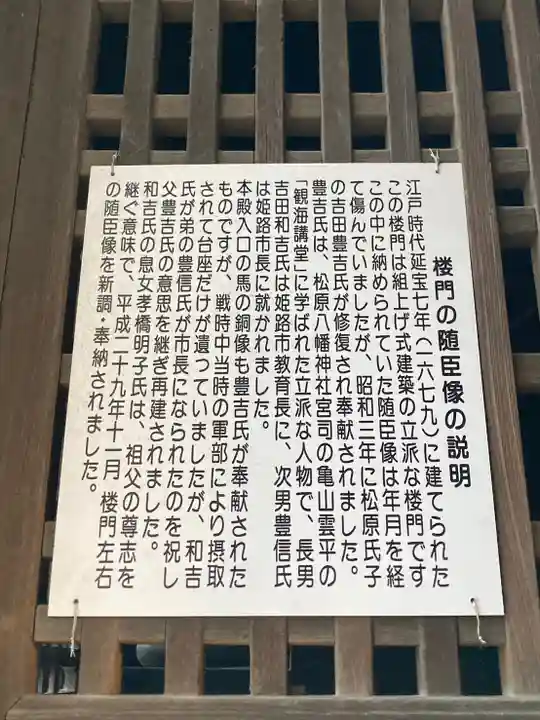 楼門の随臣像の説明
江戸時代延宝七年(一六七九)に建てられた
この楼門は組上げ式建築の立派な楼門です
この中に納められていた随臣像は年月を経
て傷んでいましたが、昭和三年に松原氏子
の吉田豊吉氏が修復され奉献されました。
豊吉氏は、松原八幡神社宮司の亀山雲平の
「観海講堂」に学ばれた立派な人物で、長男
吉田和吉氏は姫路市教育長に、次男豊信氏
は姫路市長に就かれました。
本殿入口の馬の銅像も豊吉氏が奉献された
ものですが、戦時中当時の軍部により摂取
されて台座だけが遺っていましたが、和吉
氏が弟の豊信氏が市長になられたのを祝し
父豊吉氏の意思を継ぎ再建されました。
和吉氏の息女孝橋明子氏は、祖父の尊志を
継ぐ意味で、平成二十九年十一月 楼門左右
の随臣像を新調・奉納されました。